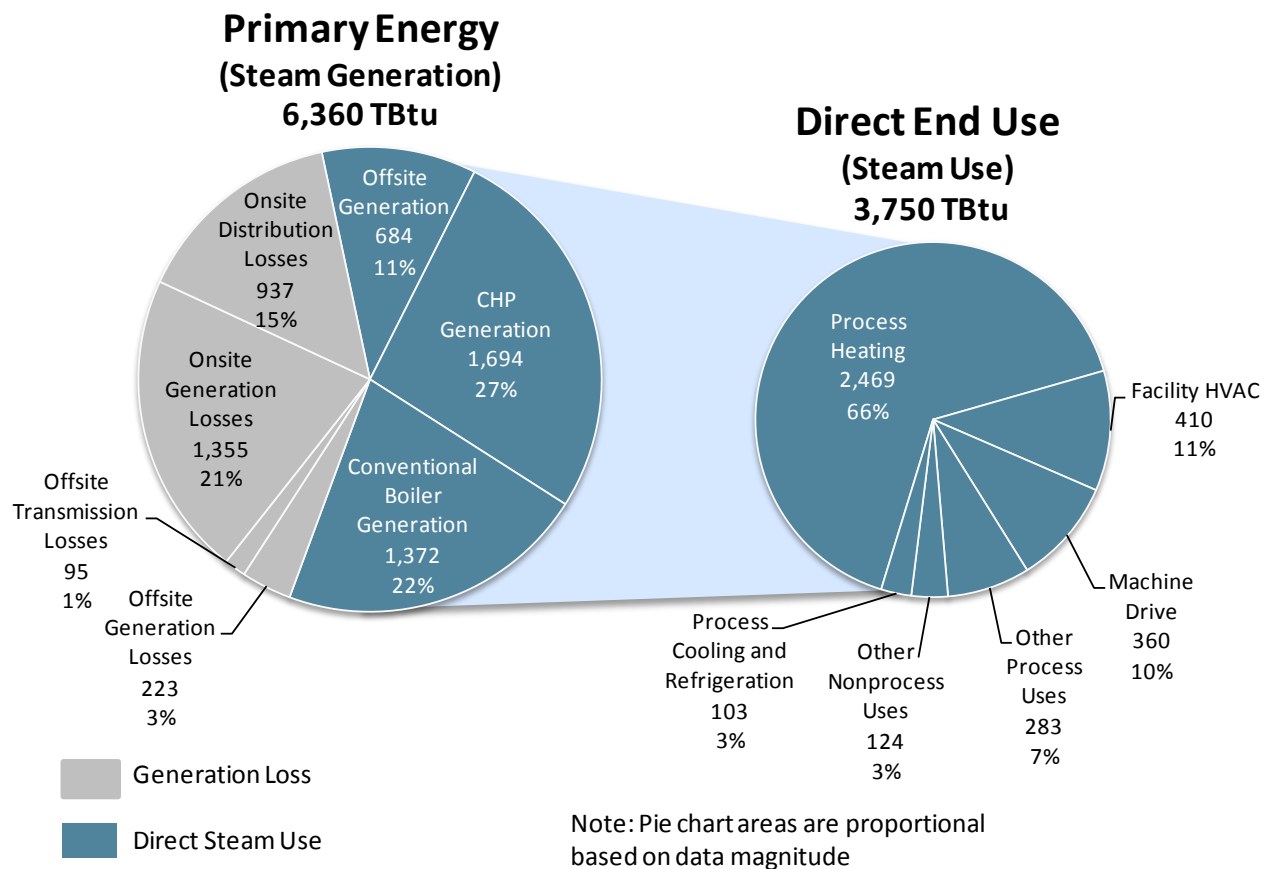 Primary Energy
(Steam Generation)
6,360 TBtu
Direct End Use
(Steam Use)
3,750 TBtu
Offsite
Generation
684
11%
CHP
Generation
1,694
27%
Conventional
Boiler
Generation
1,372
22%
Offsite
Generation
Losses
223
3%
Offsite
Transmission
Losses
95
1%
Onsite
Generation
Losses
1,355
21%
Onsite
Distribution
Losses
937
15%
Process
Heating
2,469
66%
Facility HVAC
410
11%
Machine
Drive
360
10%
Other
Process
Uses
283
7%
Other
Nonprocess
Uses
124
3%
Process
Cooling and
Refrigeration
103
3%
Generation Loss
Direct Steam Use
Note: Pie chart areas are proportional
based on data magnitude